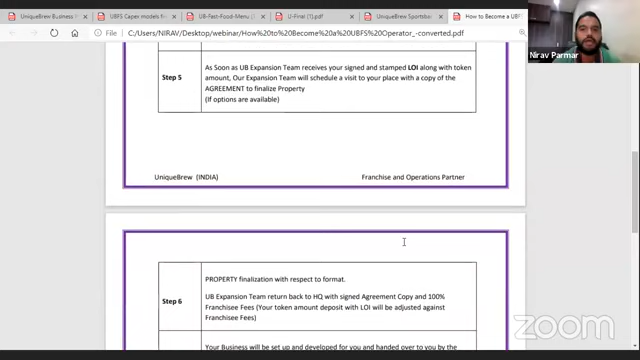 UniqueBrew Business
UBFS Capex models f
UB-Fast-Food-Menu
U-Final (1).pdf
UniqueBrew Sportsba
How to Become a UBFS
File | C:/Users/NIRAV/Desktop/webinar/How%20to%20Become%20a%20UBFS%20Operator_-converted.pdf
Nirav Parmar
Step 5
As Soon as UB Expansion Team receives your signed and stamped LOI along with token
amount, Our Expansion Team will schedule a visit to your place with a copy of the
AGREEMENT to finalize Property
(If options are available)
UniqueBrew (INDIA)
Franchise and Operations Partner
Step 6
PROPERTY finalization with respect to format.
UB Expansion Team return back to HQ with signed Agreement Copy and 100%
Franchisee Fees (Your token amount deposit with LOI will be adjusted against
Franchisee Fees)
Your Business will be set up and developed for you and handed over to you by the
zoom